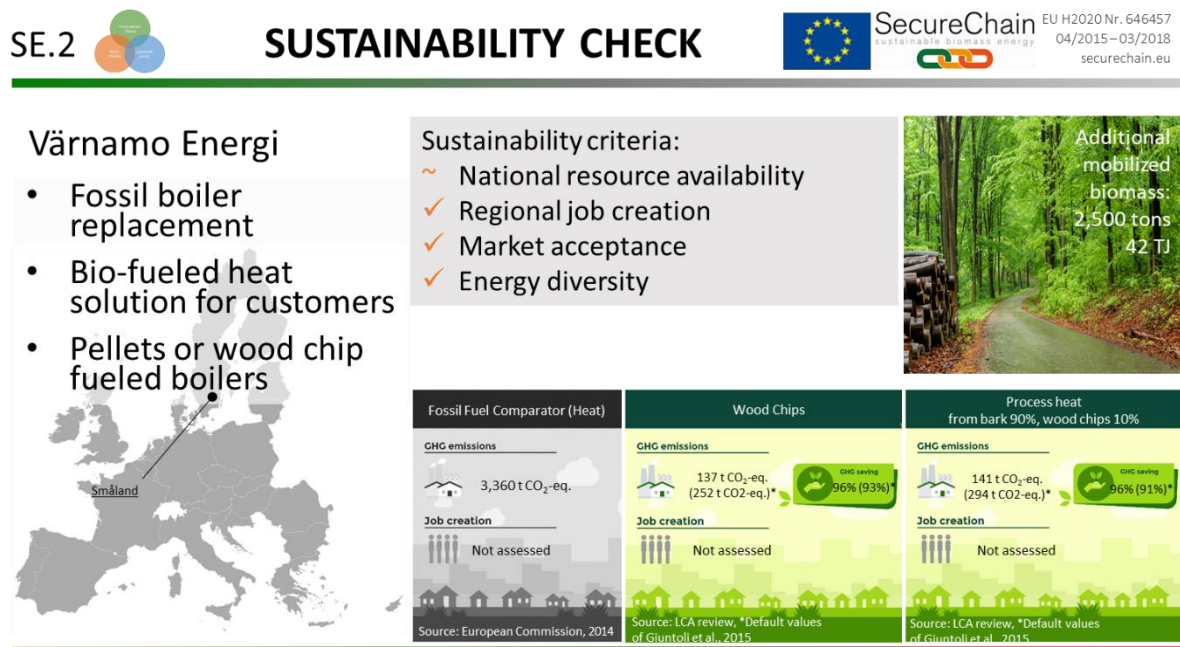 SE.2
SUSTAINABILITY CHECK
SecureChain
sustainable biomass energy
EU H2020 Nr. 646457
04/2015–03/2018
securechain.eu
Värnamo Energi
• Fossil boiler
replacement
• Bio-fueled heat
solution for customers
• Pellets or wood chip
fueled boilers
Småland
Sustainability criteria:
~ National resource availability
✓ Regional job creation
✓ Market acceptance
✓ Energy diversity
Additional
mobilized
biomass:
2,500 tons
42 TJ
Fossil Fuel Comparator (Heat)
GHG emissions
3,360 t CO₂-eq.
Job creation
Not assessed
Source: European Commission, 2014
Wood Chips
GHG emissions
137 t CO₂-eq.
(252 t CO2-eq.)*
GHG saving
96% (93%)*
Job creation
Not assessed
Source: LCA review, *Default values
of Giuntoli et al., 2015
Process heat
from bark 90%, wood chips 10%
GHG emissions
141 t CO₂-eq.
(294 t CO2-eq.)*
GHG saving
96% (91%)*
Job creation
Not assessed
Source: LCA review, *Default values
of Giuntoli et al., 2015